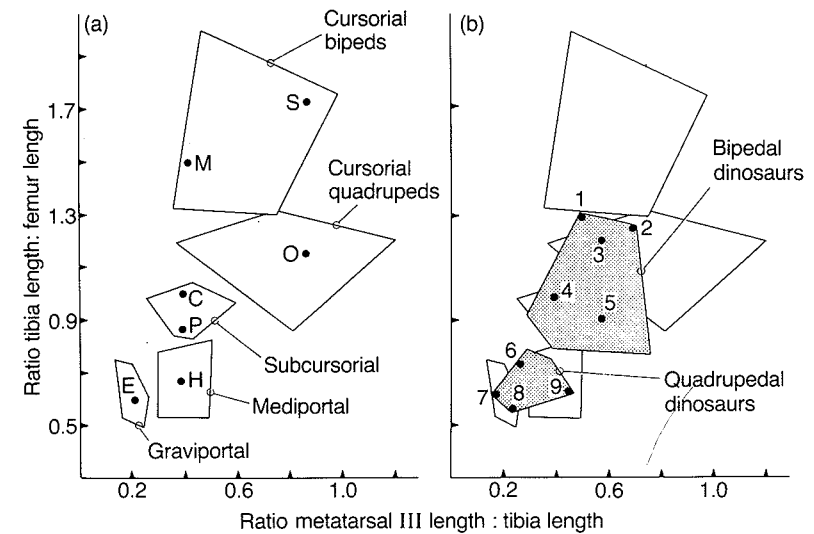 (a)
Cursorial
bipeds
S
M
Cursorial
quadrupeds
O
C
P
Subcursorial
E
H
Mediportal
Graviportal
1.7
1.3
0.9
0.5
0.2
0.6
1.0
Ratio tibia length: femur lengh
(b)
Bipedal
dinosaurs
1
2
3
4
5
6
7
8
9
Quadrupedal
dinosaurs
0.2
0.6
1.0
Ratio metatarsal III length : tibia length